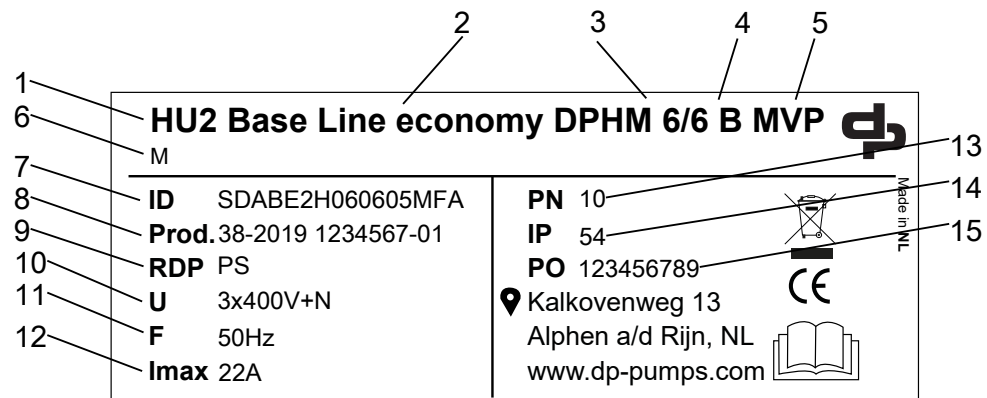 2 3 4 5
1
HU2 Base Line economy DPHM 6/6 B MVP dp
6
M
13
7
ID SDABE2H060605MFA
PN 10
14
8
Prod. 38-2019 1234567-01
IP 54
15
9
RDP PS
PO 123456789
10
U 3x400V+N
Kalkovenweg 13
11
F 50Hz
Alphen a/d Rijn, NL
12
Imax 22A
www.dp-pumps.com
Made in NL
CE